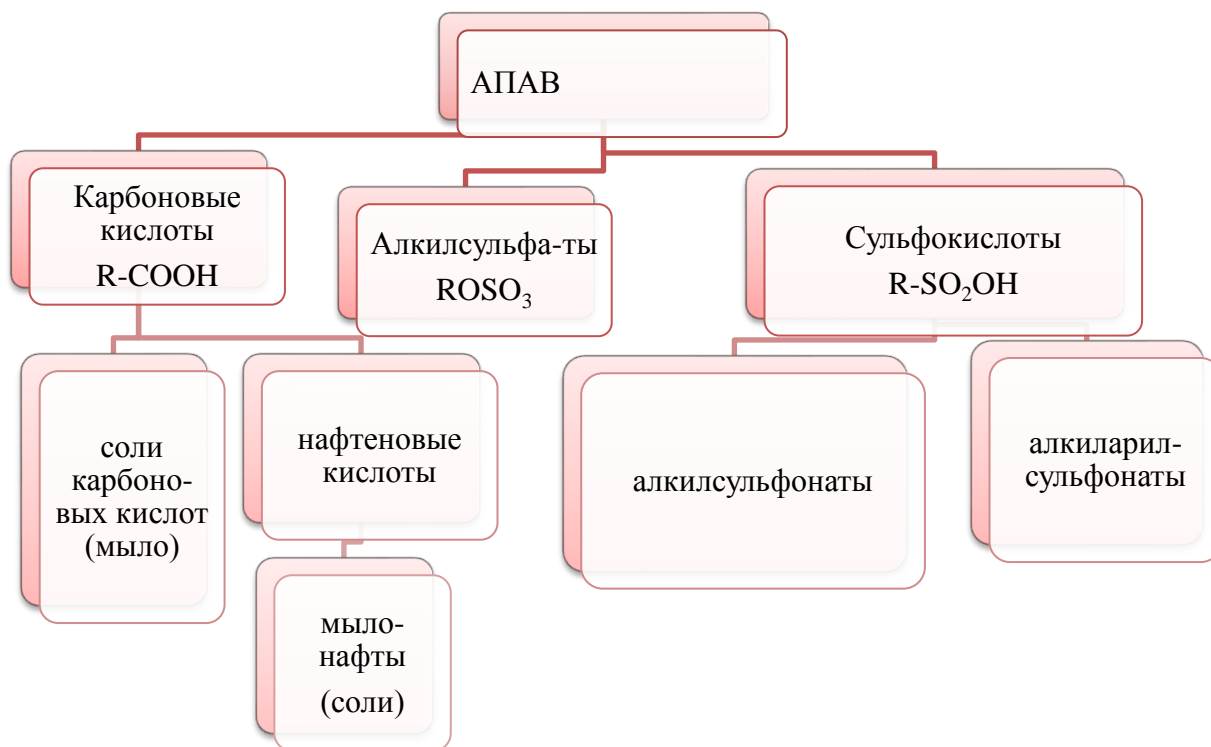 АПАВ
Карбоновые
кислоты
R-COOH
Алкилсульфа-ты
ROSO₃
Сульфокислоты
R-SO₂OH
соли
карбоно-
вых кислот
(мыло)
нафтеновые
кислоты
мыло-
нафты
(соли)
алкилсульфонаты
алкиларил-
сульфонаты